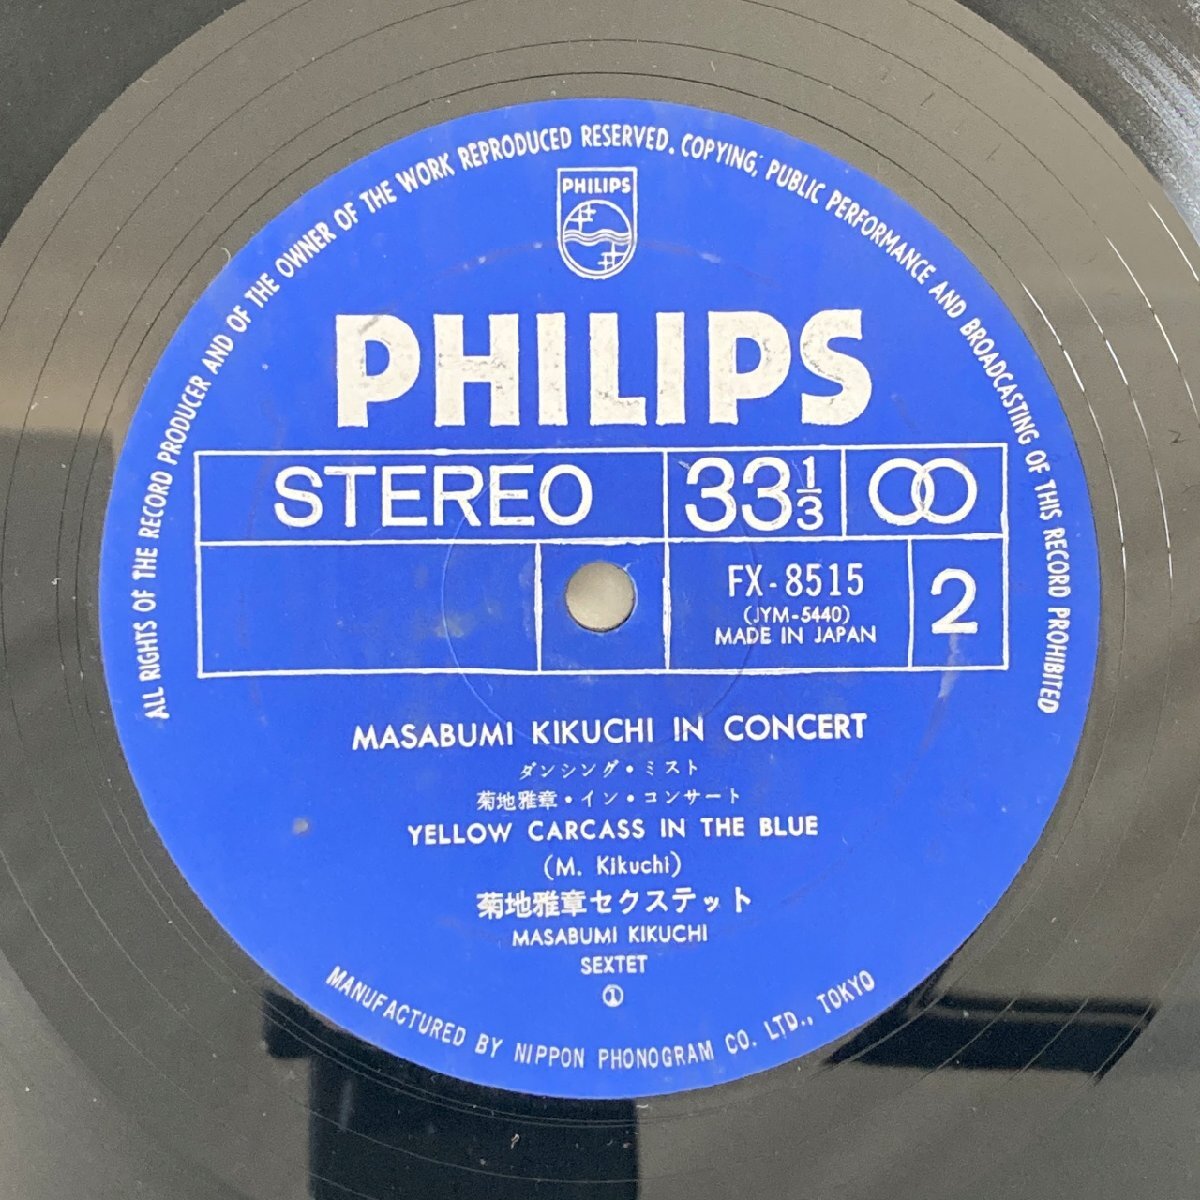 ALL RIGHTS OF THE RECORD PRODUCER AND OF THE OWNER OF THE WORK REPRODUCED RESERVED. COPYING, PUBLIC PERFORMANCE AND BROADCASTING OF THIS RECORD PROHIBITED
PHILIPS
PHILIPS
STEREO 33 1/3
FX-8515
(JYM-5440)
MADE IN JAPAN
2
MASABUMI KIKUCHI IN CONCERT
ダンシング・ミスト
菊地雅章・イン・コンサート
YELLOW CARCASS IN THE BLUE
(M. Kikuchi)
菊地雅章セクステット
MASABUMI KIKUCHI
SEXTET
①
MANUFACTURED BY NIPPON PHONOGRAM CO. LTD., TOKYO